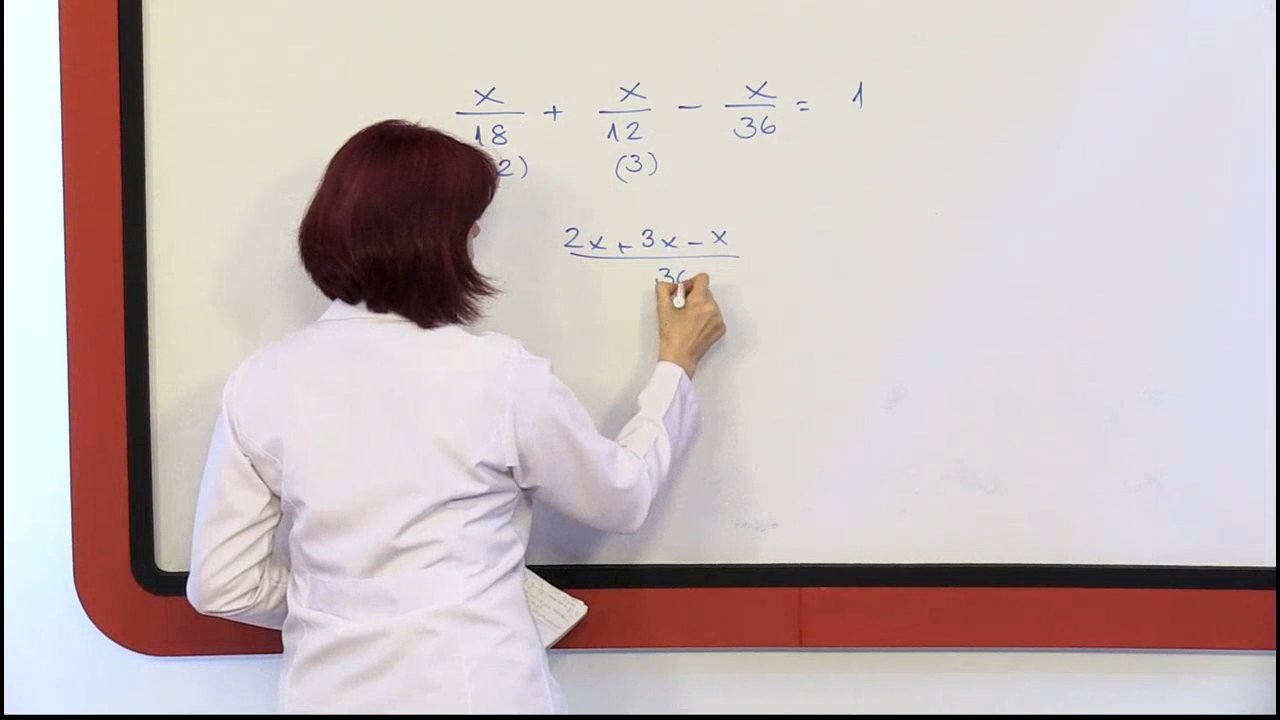 x/18 + x/12 - x/36 = 1
2) (3)
2x + 3x - x
36